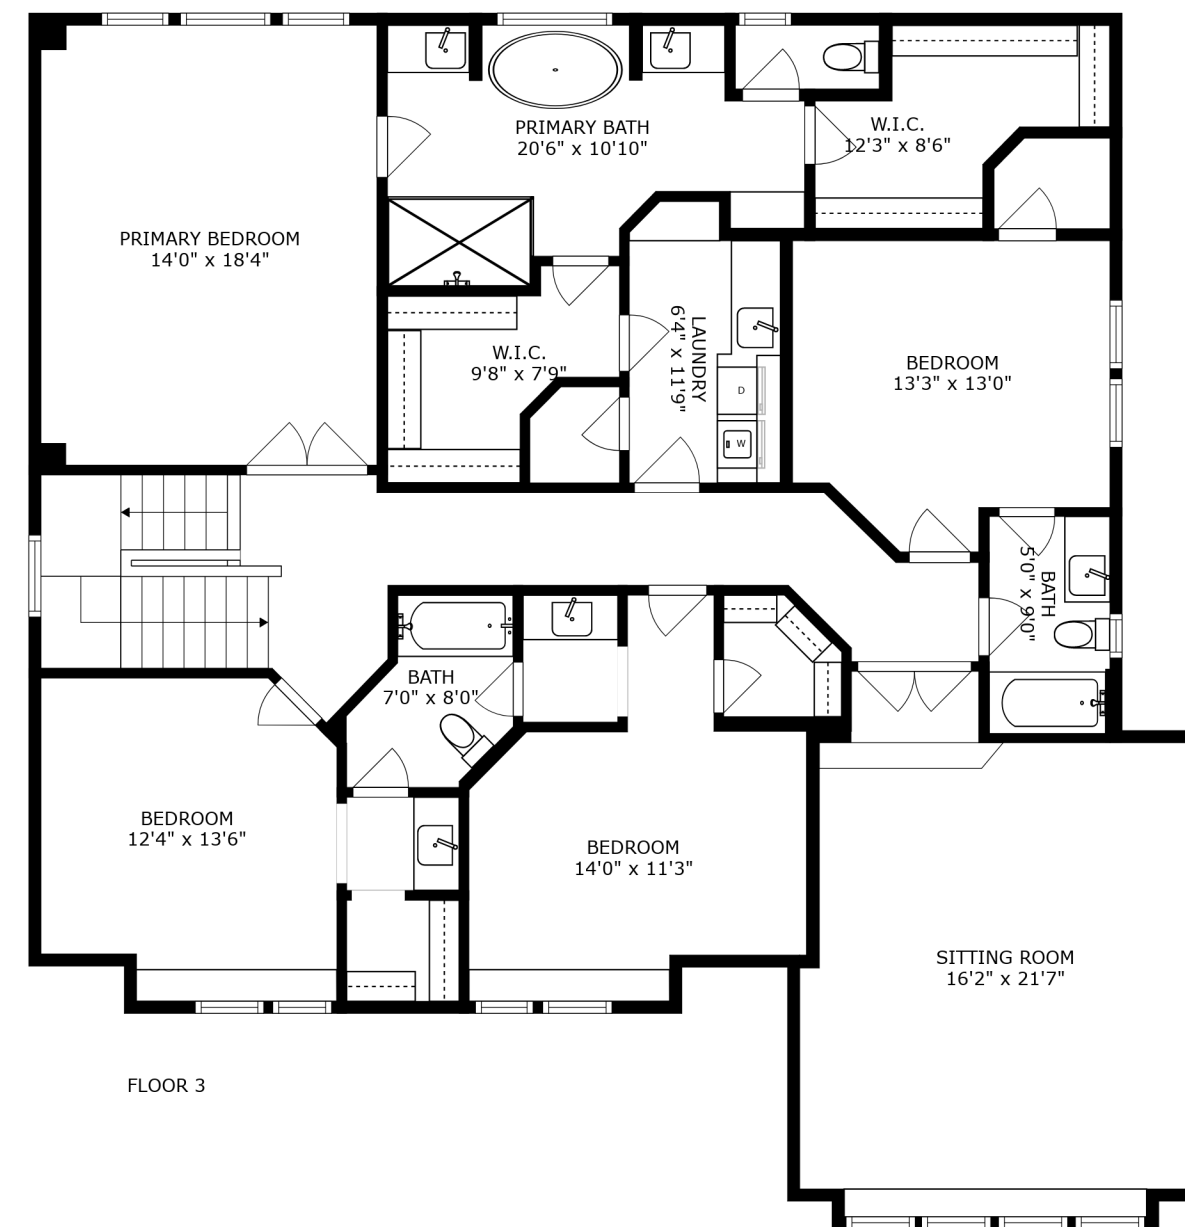 PRIMARY BATH
20'6" x 10'10"
W.I.C.
12'3" x 8'6"
PRIMARY BEDROOM
14'0" x 18'4"
LAUNDRY
6'4" x 11'9"
W.I.C.
9'8" x 7'9"
BEDROOM
13'3" x 13'0"
D
W
BATH
5'0" x 9'0"
BATH
7'0" x 8'0"
BEDROOM
12'4" x 13'6"
BEDROOM
14'0" x 11'3"
SITTING ROOM
16'2" x 21'7"
FLOOR 3